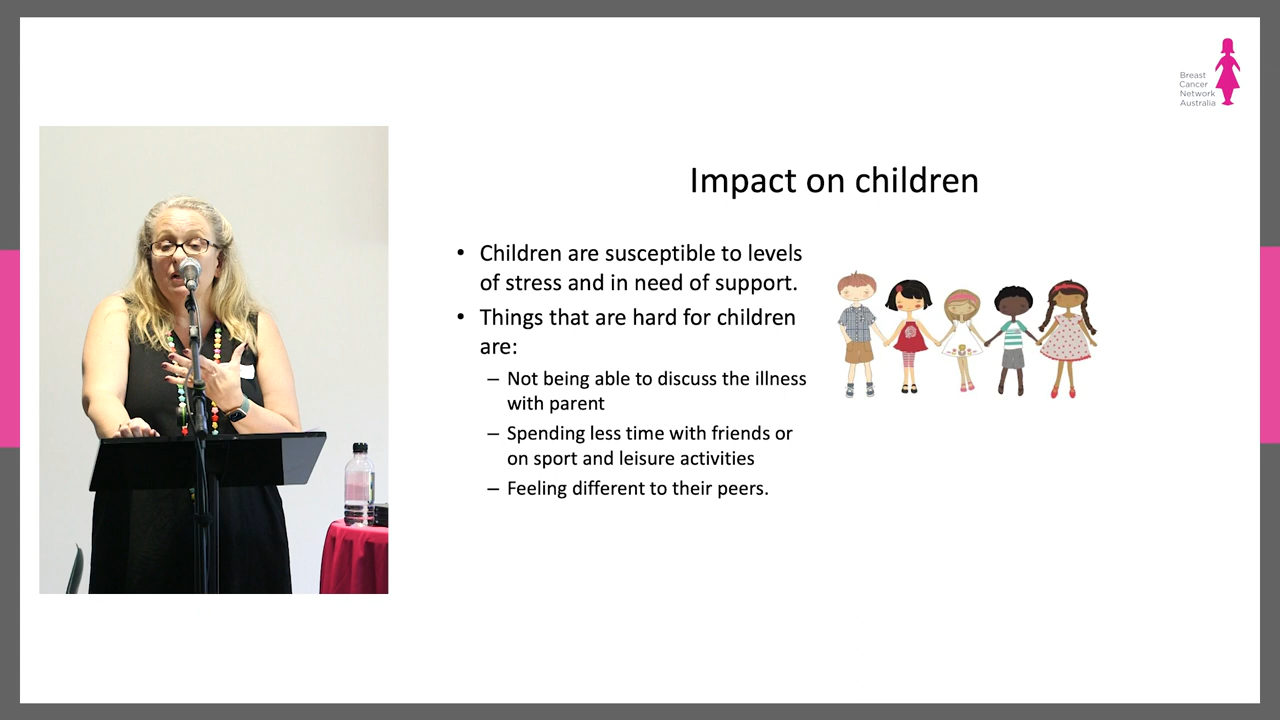 Breast
Cancer
Network
Australia
Impact on children
• Children are susceptible to levels
of stress and in need of support.
• Things that are hard for children
are:
– Not being able to discuss the illness
with parent
– Spending less time with friends or
on sport and leisure activities
– Feeling different to their peers.